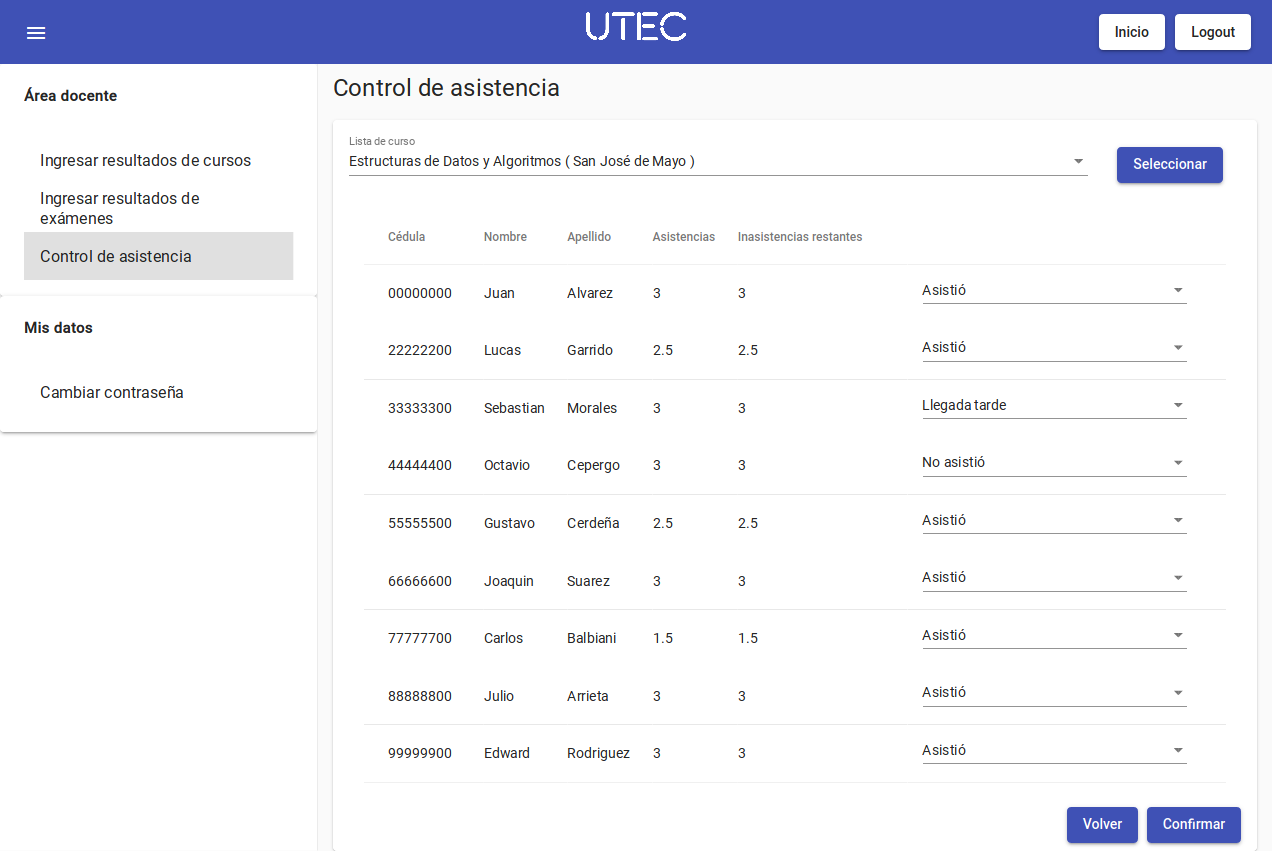 UTEC
Inicio Logout
Área docente
Ingresar resultados de cursos
Ingresar resultados de
exámenes
Control de asistencia
Mis datos
Cambiar contraseña
Control de asistencia
Lista de curso
Estructuras de Datos y Algoritmos ( San José de Mayo )
Seleccionar
Cédula Nombre Apellido Asistencias Inasistencias restantes
00000000 Juan Alvarez 3 3 Asistió
22222200 Lucas Garrido 2.5 2.5 Asistió
33333300 Sebastian Morales 3 3 Llegada tarde
44444400 Octavio Cepergo 3 3 No asistió
55555500 Gustavo Cerdeña 2.5 2.5 Asistió
66666600 Joaquin Suarez 3 3 Asistió
77777700 Carlos Balbiani 1.5 1.5 Asistió
88888800 Julio Arrieta 3 3 Asistió
99999900 Edward Rodriguez 3 3 Asistió
Volver Confirmar